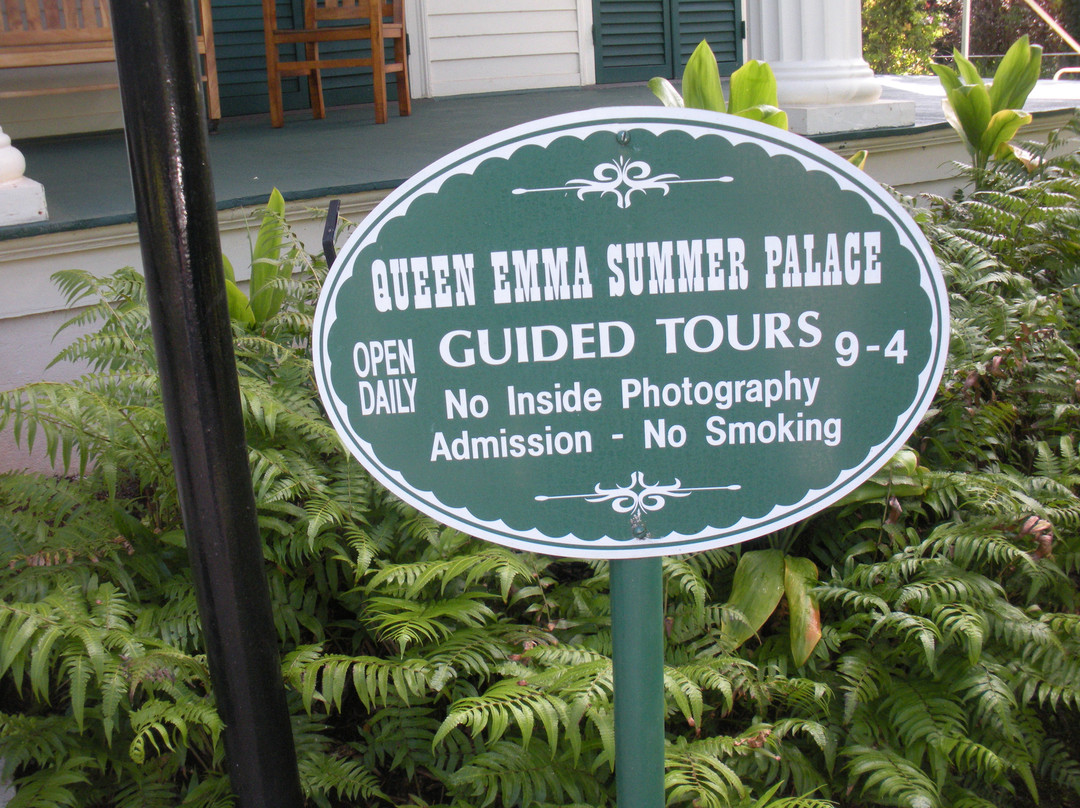 QUEEN EMMA SUMMER PALACE
OPEN DAILY GUIDED TOURS 9-4
No Inside Photography
Admission - No Smoking